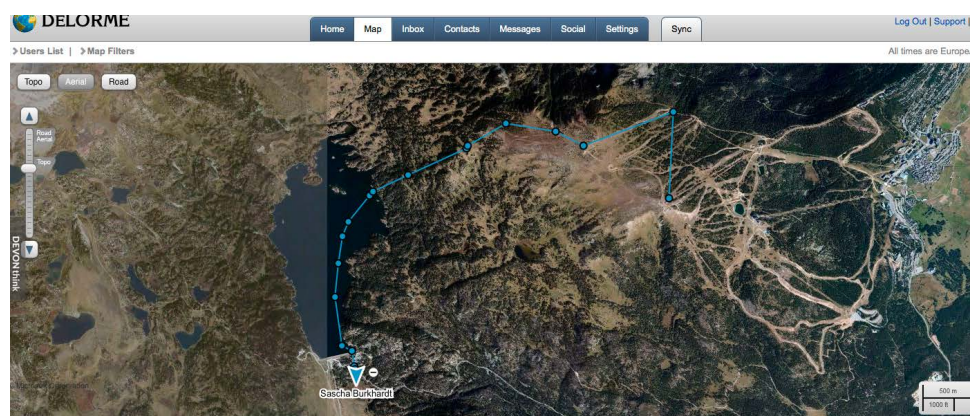 DELORME
Home Map Inbox Contacts Messages Social Settings Sync
Log Out | Support |
Users List | Map Filters
All times are Europe
Topo Aerial Road
Road
Aerial
Topo
DEVONthink
Sascha Burkhardt
500 m
1000 ft